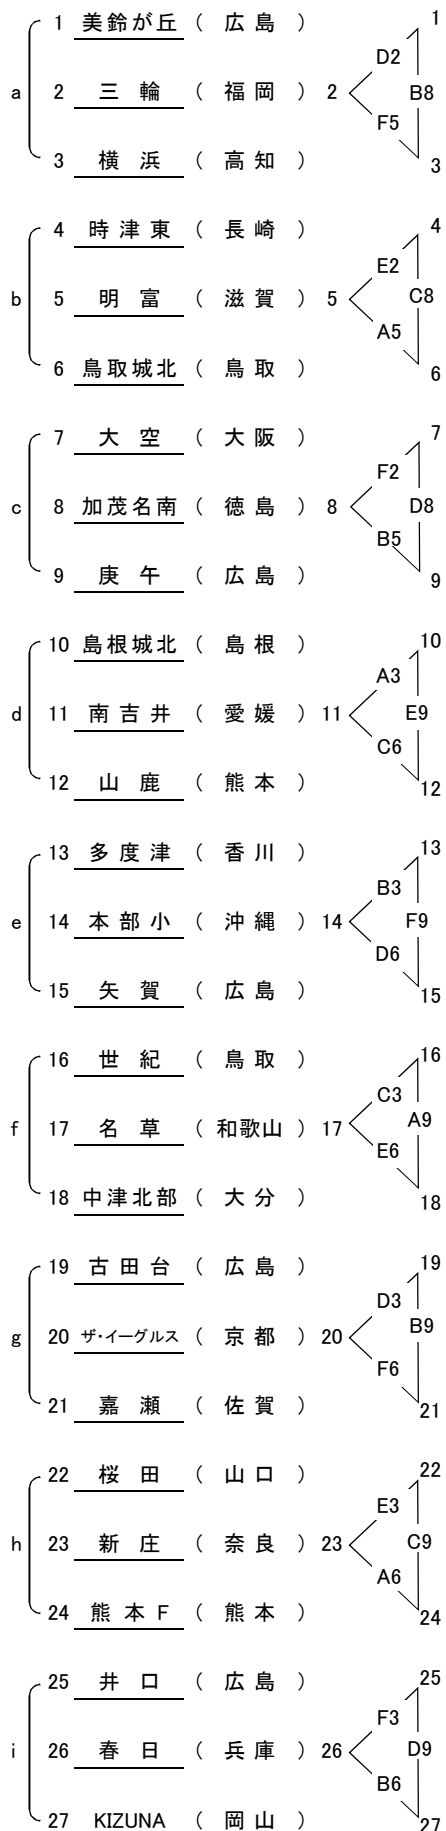 1 美鈴が丘 ( 広島 ) 1
D2
a 2 三輪 ( 福岡 ) 2 B8
F5
3 横浜 ( 高知 ) 3
4 時津東 ( 長崎 ) 4
E2
b 5 明富 ( 滋賀 ) 5 C8
A5
6 鳥取城北 ( 鳥取 ) 6
7 大空 ( 大阪 ) 7
F2
c 8 加茂名南 ( 徳島 ) 8 D8
B5
9 庚午 ( 広島 ) 9
10 島根城北 ( 島根 ) 10
A3
d 11 南吉井 ( 愛媛 ) 11 E9
C6
12 山鹿 ( 熊本 ) 12
13 多度津 ( 香川 ) 13
B3
e 14 本部小 ( 沖縄 ) 14 F9
D6
15 矢賀 ( 広島 ) 15
16 世紀 ( 鳥取 ) 16
C3
f 17 名草 ( 和歌山 ) 17 A9
E6
18 中津北部 ( 大分 ) 18
19 古田台 ( 広島 ) 19
D3
g 20 ザ・イーグルス ( 京都 ) 20 B9
F6
21 嘉瀬 ( 佐賀 ) 21
22 桜田 ( 山口 ) 22
E3
h 23 新庄 ( 奈良 ) 23 C9
A6
24 熊本F ( 熊本 ) 24
25 井口 ( 広島 ) 25
F3
i 26 春日 ( 兵庫 ) 26 D9
B6
27 KIZUNA ( 岡山 ) 27